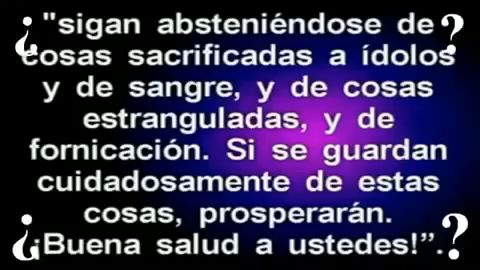 ¿ "sigan absteniéndose de ?
cosas sacrificadas a ídolos
y de sangre, y de cosas
estranguladas, y de
fornicación. Si se guardan
cuidadosamente de estas
cosas, prosperarán.
¿ ¡Buena salud a ustedes!”. ?